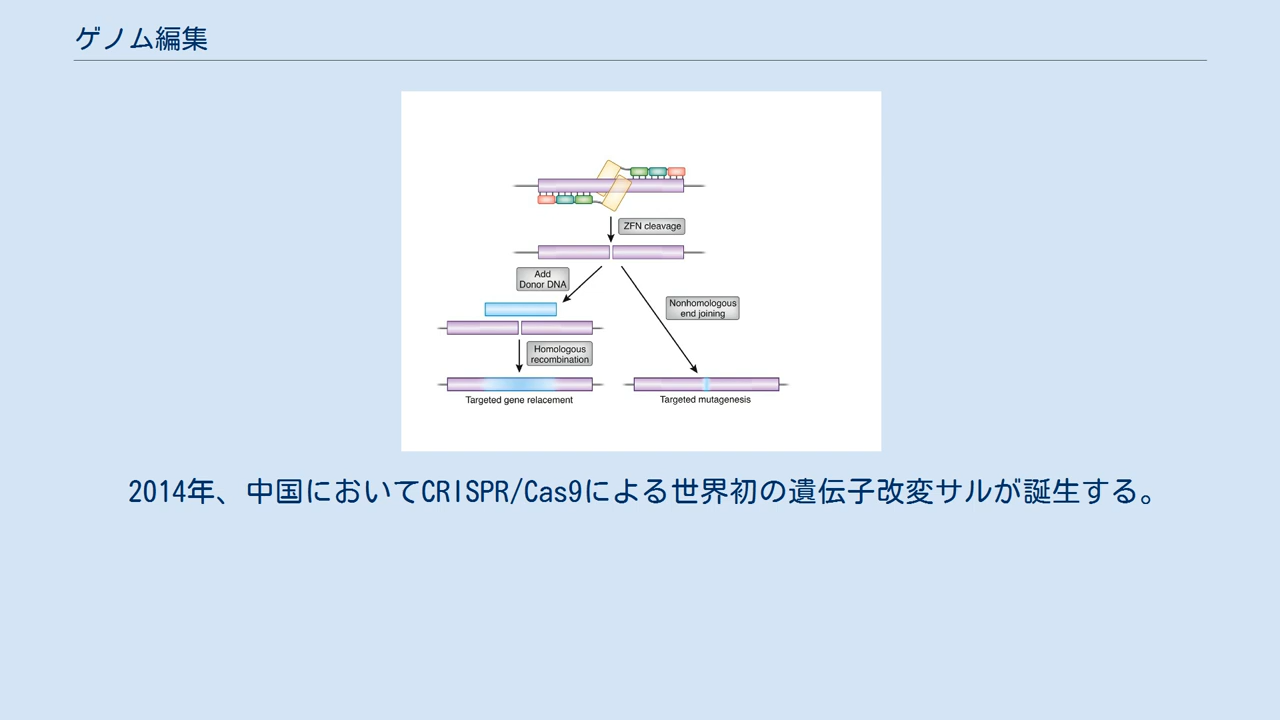 ゲノム編集
ZFN cleavage
Add
Donor DNA
Nonhomologous
end joining
Homologous
recombination
Targeted gene relacement
Targeted mutagenesis
2014年、中国においてCRISPR/Cas9による世界初の遺伝子改変サルが誕生する。